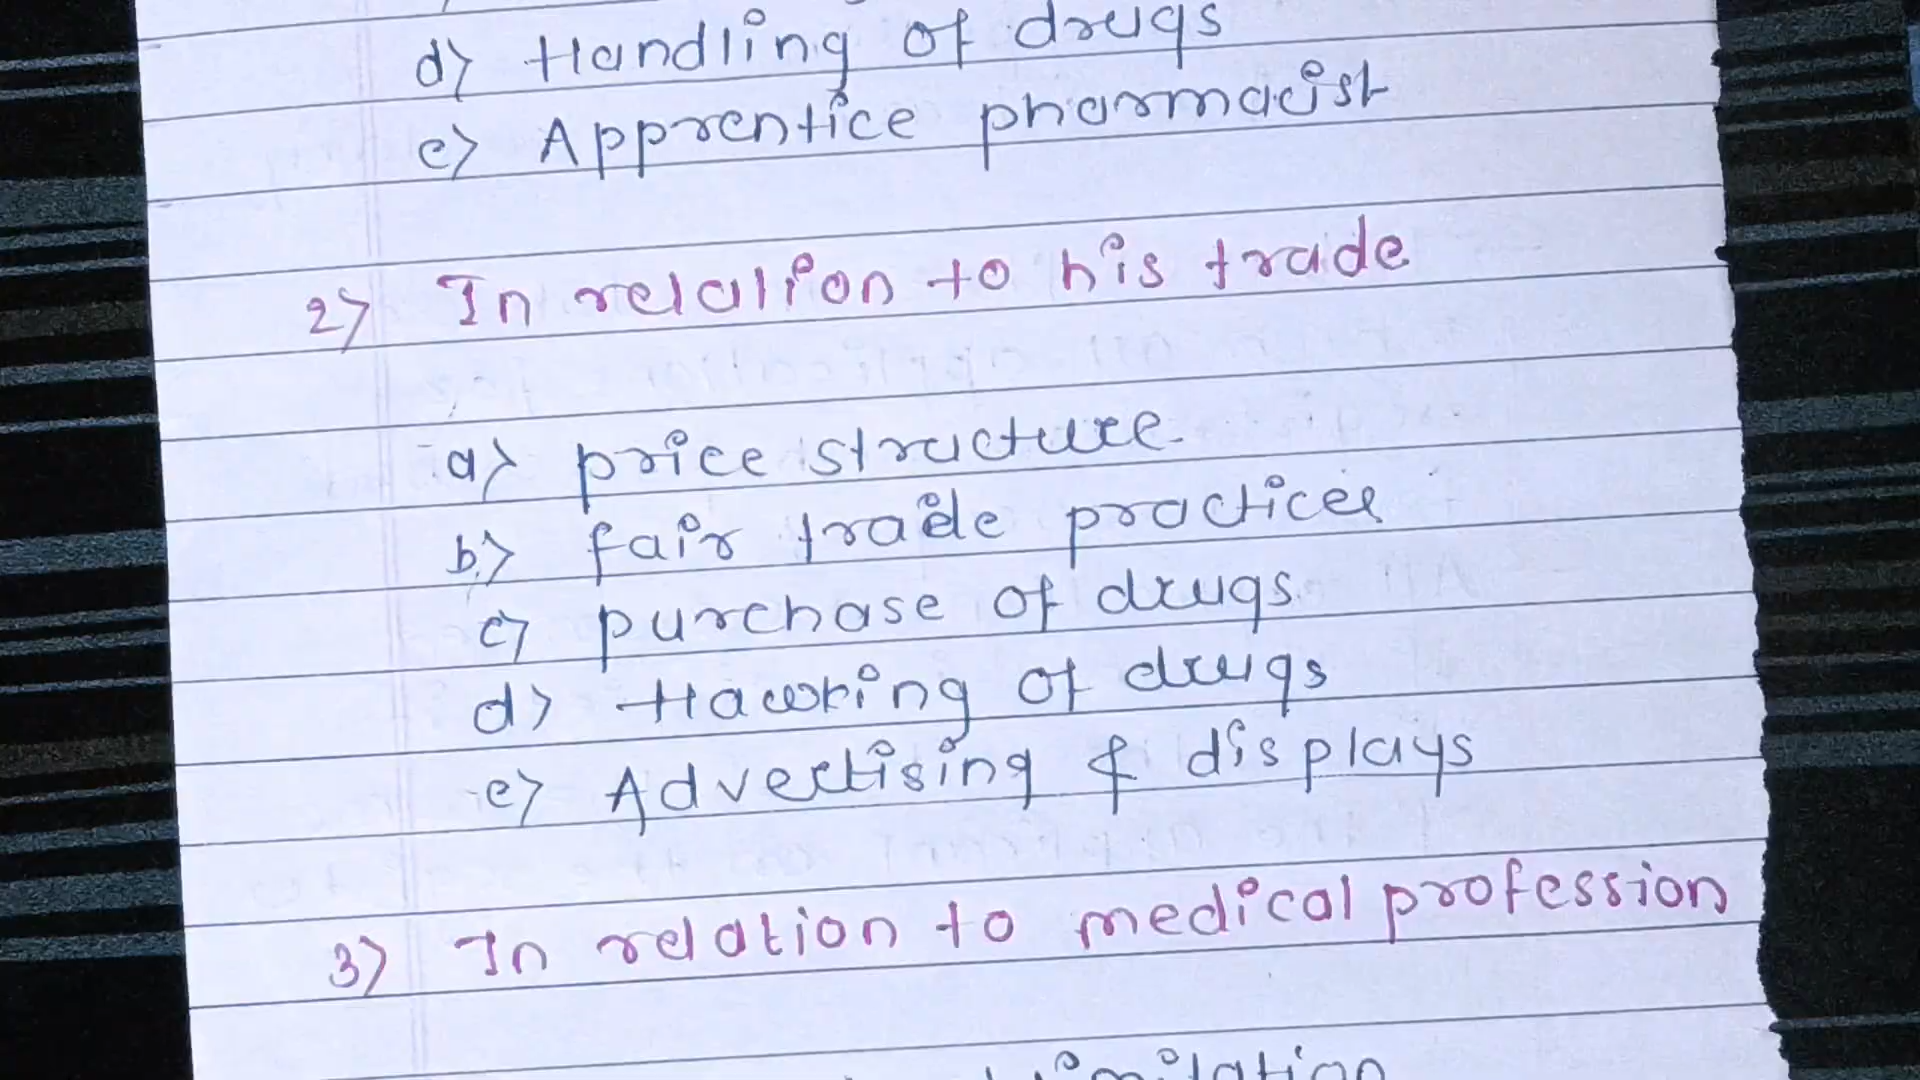 d) Handling of drugs
e) Apprentice pharmacist
2) In relation to his trade
a) price structure
b) fair trade practices
c) purchase of drugs
d) Hawking of drugs
e) Advertising & displays
3) In relation to medical profession